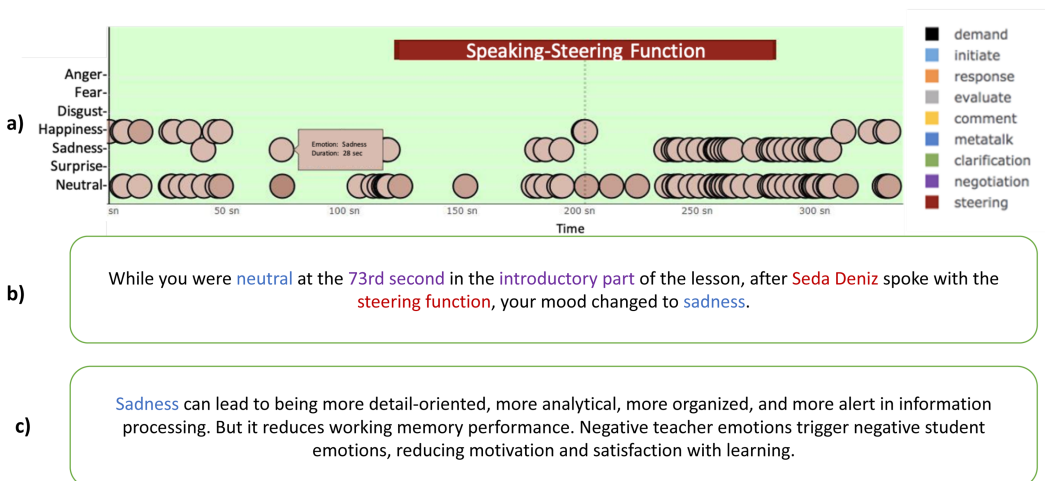 Speaking-Steering Function
demand
initiate
response
evaluate
comment
metatalk
clarification
negotiation
steering
a)
Anger-
Fear-
Disgust-
Happiness-
Sadness-
Surprise-
Neutral-
Emotion: Sadness
Duration: 28 sec
sn
50 sn
100 sn
150 sn
200 sn
250 sn
300 sn
Time
b)
While you were neutral at the 73rd second in the introductory part of the lesson, after Seda Deniz spoke with the
steering function, your mood changed to sadness.
c)
Sadness can lead to being more detail-oriented, more analytical, more organized, and more alert in information
processing. But it reduces working memory performance. Negative teacher emotions trigger negative student
emotions, reducing motivation and satisfaction with learning.